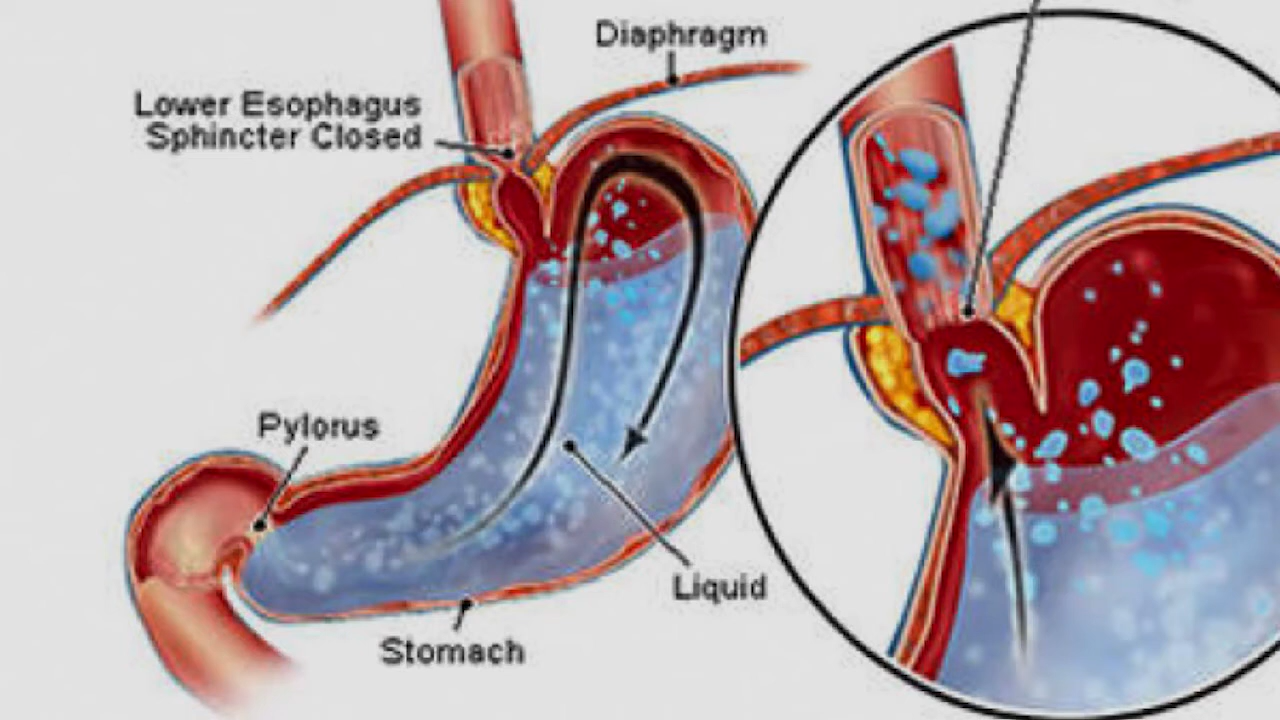 Diaphragm
Lower Esophagus
Sphincter Closed
Pylorus
Liquid
Stomach